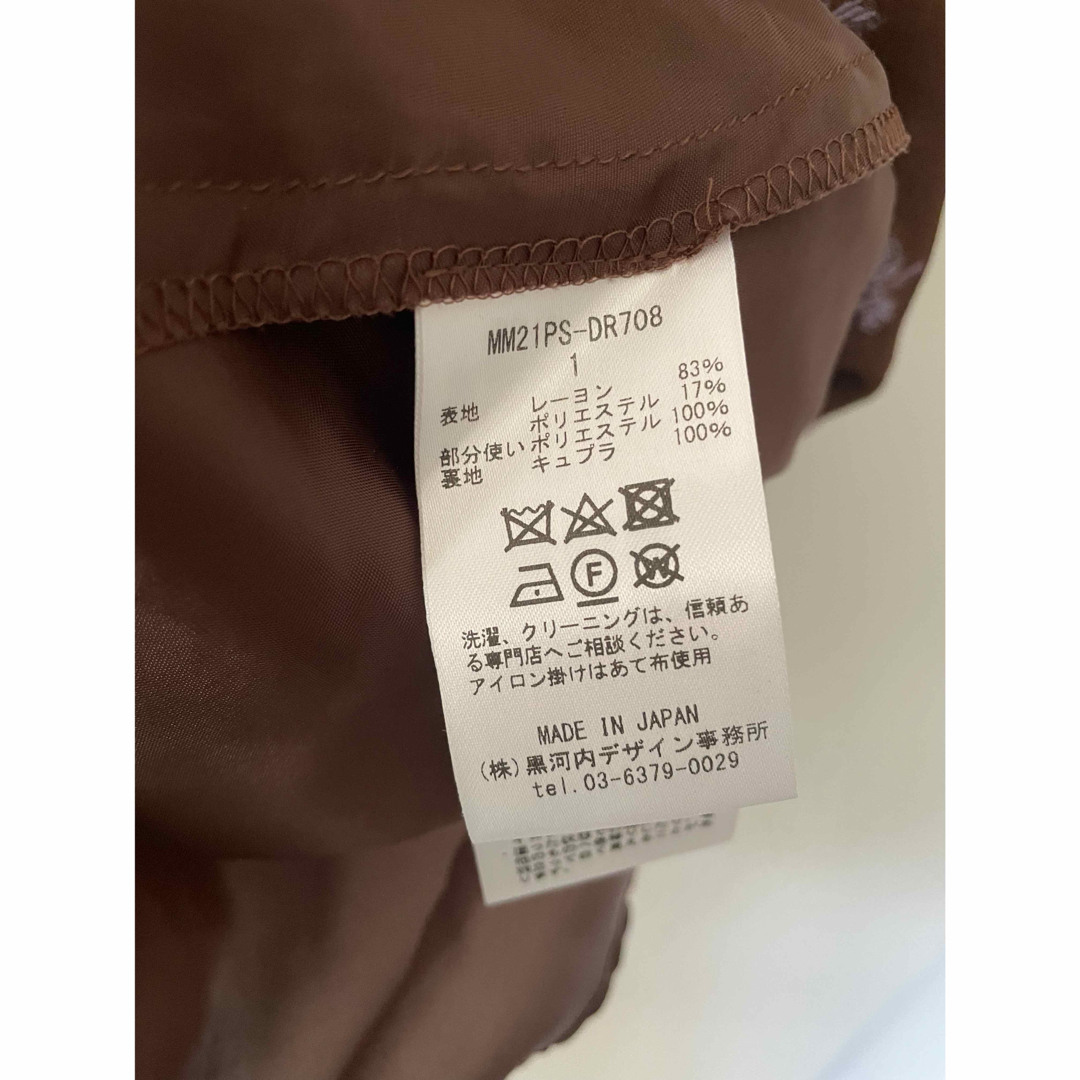 MM21PS-DR708
1
表地 レーヨン 83%
ポリエステル 17%
部分使い ポリエステル 100%
裏地 キュプラ 100%
F
W
洗濯、クリーニングは、信頼あ
る専門店へご相談ください。
アイロン掛けはあて布使用
MADE IN JAPAN
(株)黒河内デザイン事務所
tel.03-6379-0029